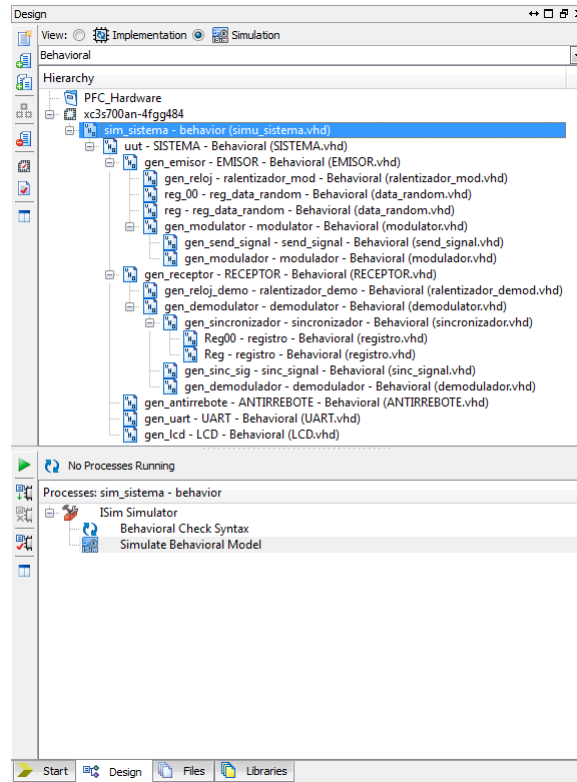 Design
View: Implementation Simulation
Behavioral
Hierarchy
PFC_Hardware
xc3s700an-4fgg484
sim_sistema - behavior (simu_sistema.vhd)
uut - SISTEMA - Behavioral (SISTEMA.vhd)
gen_emisor - EMISOR - Behavioral (EMISOR.vhd)
gen_reloj - ralentizador_mod - Behavioral (ralentizador_mod.vhd)
reg_00 - reg_data_random - Behavioral (data_random.vhd)
reg - reg_data_random - Behavioral (data_random.vhd)
gen_modulator - modulator - Behavioral (modulator.vhd)
gen_send_signal - send_signal - Behavioral (send_signal.vhd)
gen_modulador - modulador - Behavioral (modulador.vhd)
gen_receptor - RECEPTOR - Behavioral (RECEPTOR.vhd)
gen_reloj_demo - ralentizador_demo - Behavioral (ralentizador_demod.vhd)
gen_demodulator - demodulator - Behavioral (demodulator.vhd)
gen_sincronizador - sincronizador - Behavioral (sincronizador.vhd)
Reg00 - registro - Behavioral (registro.vhd)
Reg - registro - Behavioral (registro.vhd)
gen_sinc_sig - sinc_signal - Behavioral (sinc_signal.vhd)
gen_demodulador - demodulador - Behavioral (demodulador.vhd)
gen_antirrebote - ANTIRREBOTE - Behavioral (ANTIRREBOTE.vhd)
gen_uart - UART - Behavioral (UART.vhd)
gen_lcd - LCD - Behavioral (LCD.vhd)
No Processes Running
Processes: sim_sistema - behavior
ISim Simulator
Behavioral Check Syntax
Simulate Behavioral Model
Start Design Files Libraries